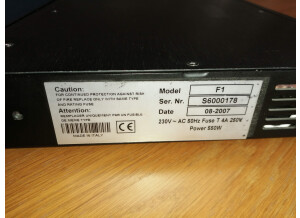 Caution:
FOR CONTINUED PROTECTION AGAINST RISK
OF FIRE REPLACE ONLY WITH SAME TYPE
AND RATING FUSE
Attention:
REMPLACER UNIQUEMENT PAR UN FUSIBLE
DE MEME TYPE
MADE IN ITALY
CE
Model F1
Ser. Nr. S6000178
Date 08-2007
230V ~ AC 50Hz Fuse T 4A 250V
Power 550W